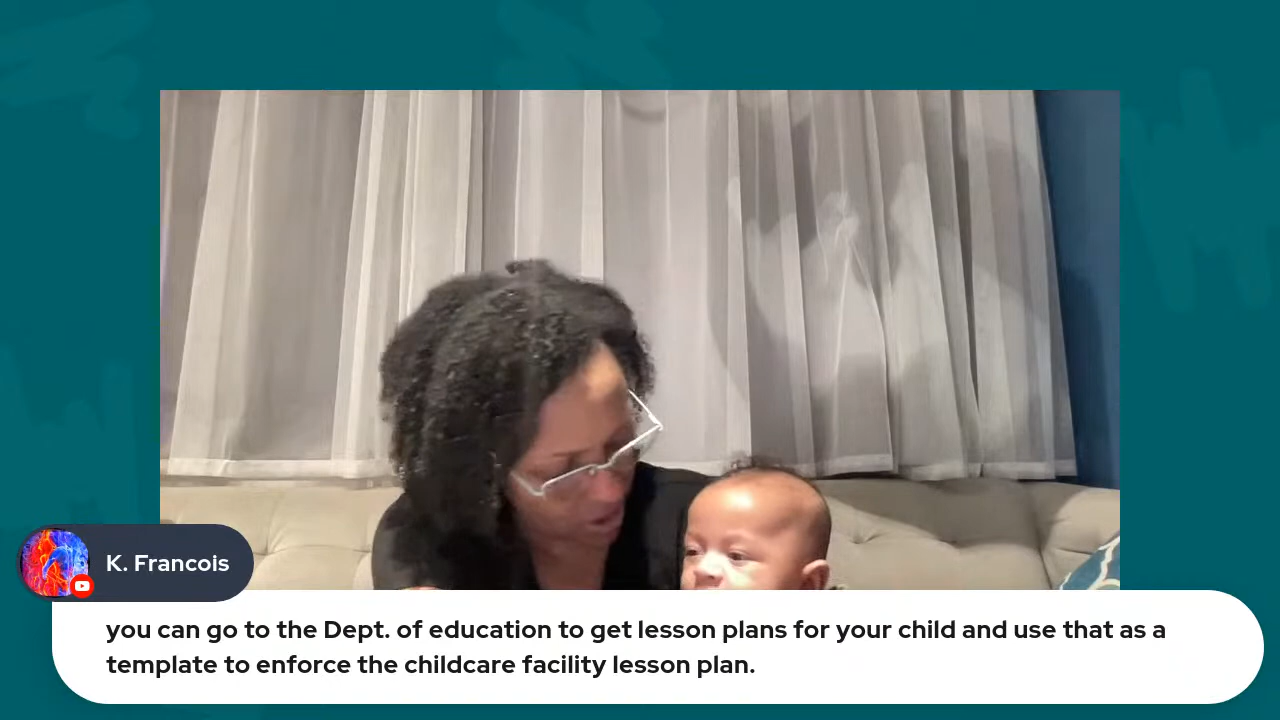 K. Francois
you can go to the Dept. of education to get lesson plans for your child and use that as a
template to enforce the childcare facility lesson plan.